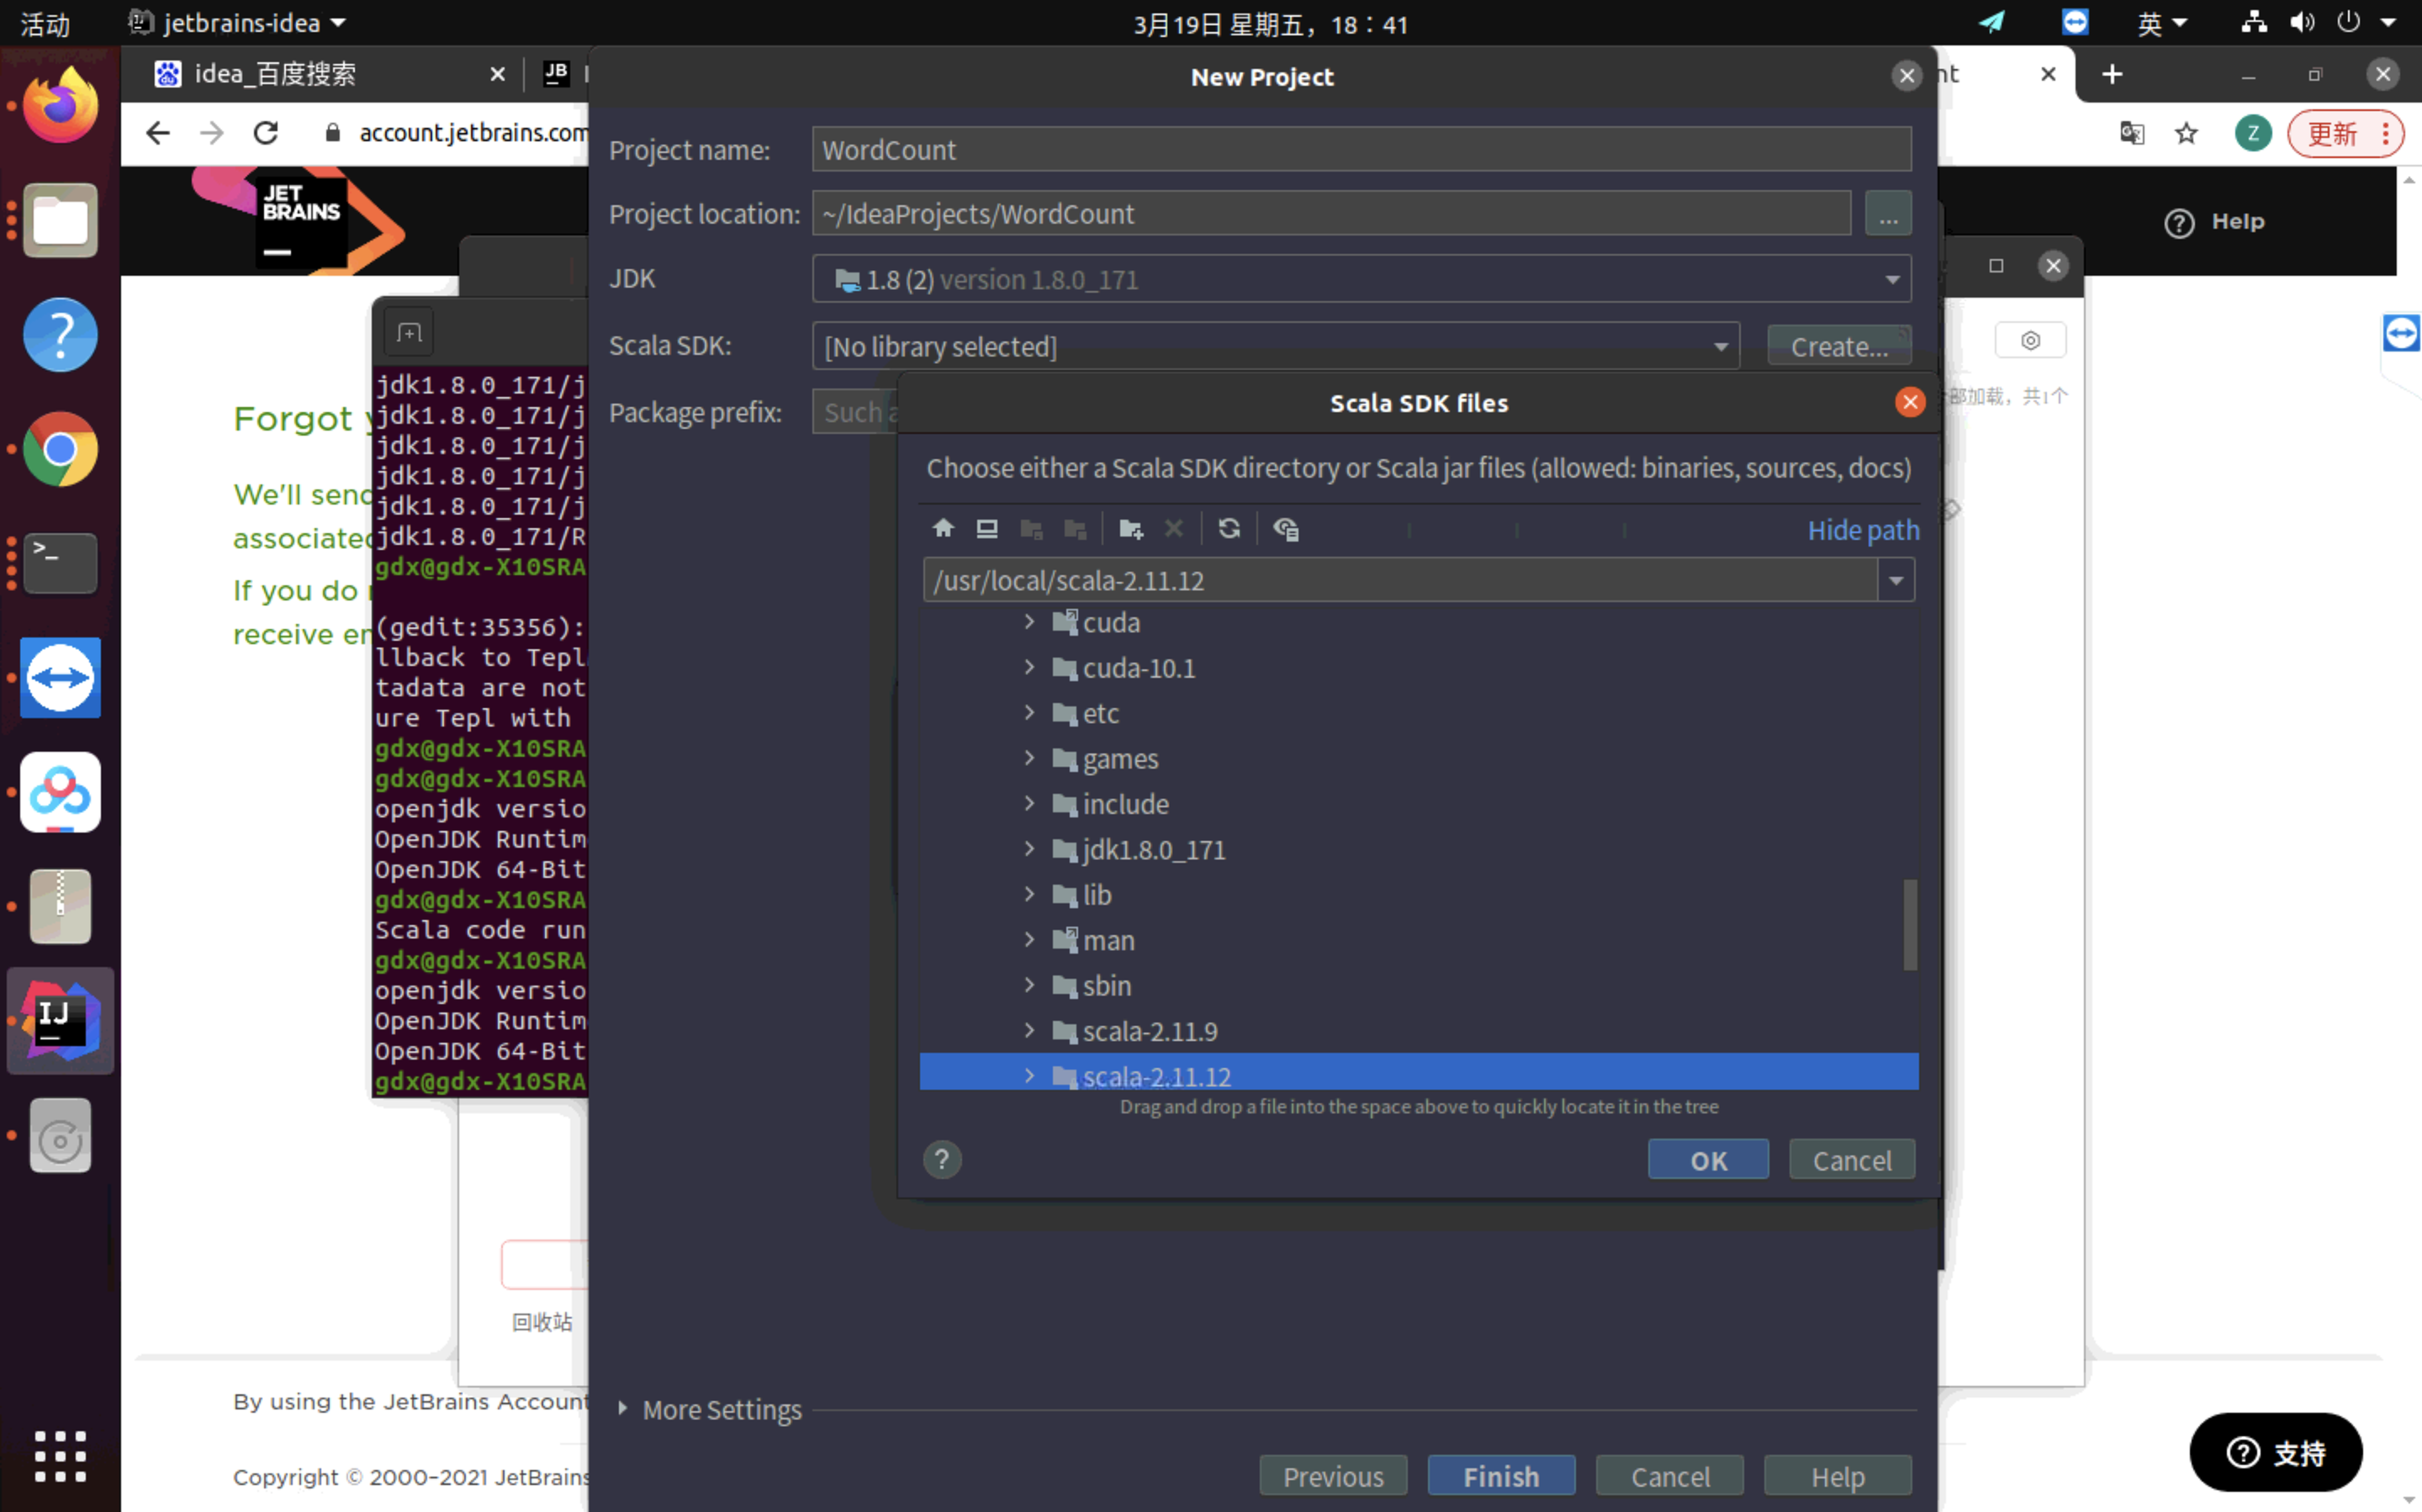 活动
jetbrains-idea
3月19日 星期五，18：41
英
idea_百度搜索
JB
New Project
nt
account.jetbrains.com
Z
更新
JET
BRAINS
Help
Project name:
WordCount
Project location:
~/IdeaProjects/WordCount
...
JDK
1.8 (2) version 1.8.0_171
Scala SDK:
[No library selected]
Create...
Package prefix:
Such a
Scala SDK files
部加载，共1个
Choose either a Scala SDK directory or Scala jar files (allowed: binaries, sources, docs)
Hide path
/usr/local/scala-2.11.12
cuda
cuda-10.1
etc
games
include
jdk1.8.0_171
lib
man
sbin
scala-2.11.9
scala-2.11.12
Drag and drop a file into the space above to quickly locate it in the tree
?
OK
Cancel
Forgot y
We'll send
associated
If you do
receive em
jdk1.8.0_171/j
jdk1.8.0_171/j
jdk1.8.0_171/j
jdk1.8.0_171/j
jdk1.8.0_171/j
jdk1.8.0_171/R
gdx@gdx-X10SRA
(gedit:35356):
llback to Tepl
tadata are not
ure Tepl with
gdx@gdx-X10SRA
gdx@gdx-X10SRA
openjdk versio
OpenJDK Runtim
OpenJDK 64-Bit
gdx@gdx-X10SRA
Scala code run
gdx@gdx-X10SRA
openjdk versio
OpenJDK Runtim
OpenJDK 64-Bit
gdx@gdx-X10SRA
IJ
回收站
By using the JetBrains Account
More Settings
Copyright © 2000–2021 JetBrains
Previous
Finish
Cancel
Help
支持